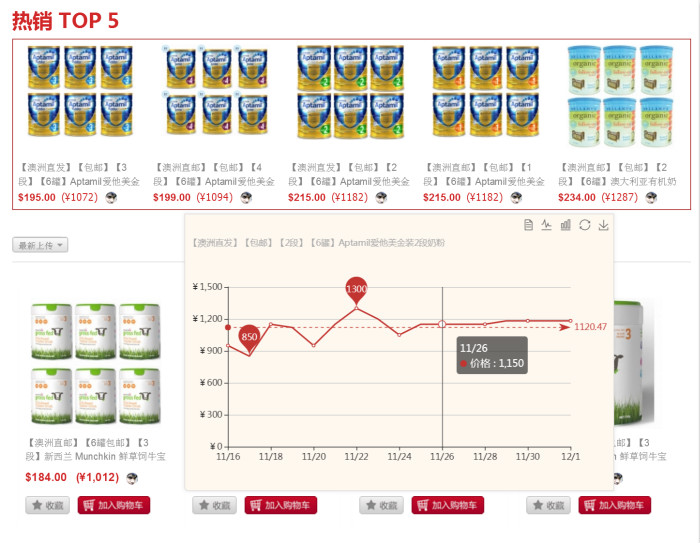 热销 TOP 5
【澳洲直发】【包邮】【3
段】【6罐】Aptamil爱他美金
$195.00 (¥1072)
【澳洲直邮】【包邮】【4
段】【6罐】Aptamil爱他美金
$199.00 (¥1094)
【澳洲直发】【包邮】【2
段】【6罐】Aptamil爱他美金
$215.00 (¥1182)
【澳洲直邮】【包邮】【1
段】【6罐】Aptamil爱他美金
$215.00 (¥1182)
【澳洲直邮】【包邮】【2
段】【6罐】澳大利亚有机奶
$234.00 (¥1287)
最新上传
【澳洲直发】【包邮】【2段】【6罐】Aptamil爱他美金装2段奶粉
¥1,500
¥1,200
¥900
¥600
¥300
¥0
850
1300
1120.47
11/26
价格 : 1,150
11/16
11/18
11/20
11/22
11/24
11/26
11/28
11/30
12/1
【澳洲直邮】【6罐包邮】【3
段】新西兰 Munchkin 鲜草饲牛宝
$184.00 (¥1,012)
【3
鲜草饲牛宝
收藏 加入购物车
收藏 加入购物车
收藏 加入购物车
收藏 加入购物车